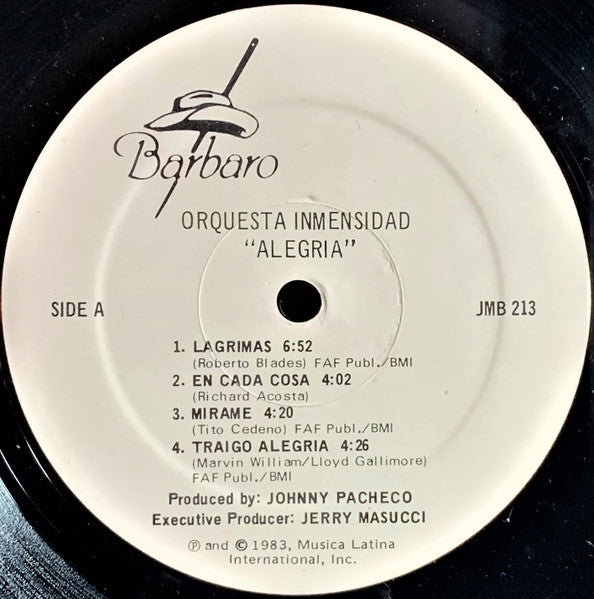 Barbaro
ORQUESTA INMENSIDAD
"ALEGRIA"
SIDE A
JMB 213
1. LAGRIMAS 6:52
(Roberto Blades) FAF Publ./BMI
2. EN CADA COSA 4:02
(Richard Acosta)
3. MIRAME 4:20
(Tito Cedeno) FAF Publ./BMI
4. TRAIGO ALEGRIA 4:26
(Marvin William/Lloyd Gallimore)
FAF Publ./BMI
Produced by: JOHNNY PACHECO
Executive Producer: JERRY MASUCCI
℗ and © 1983, Musica Latina
International, Inc.